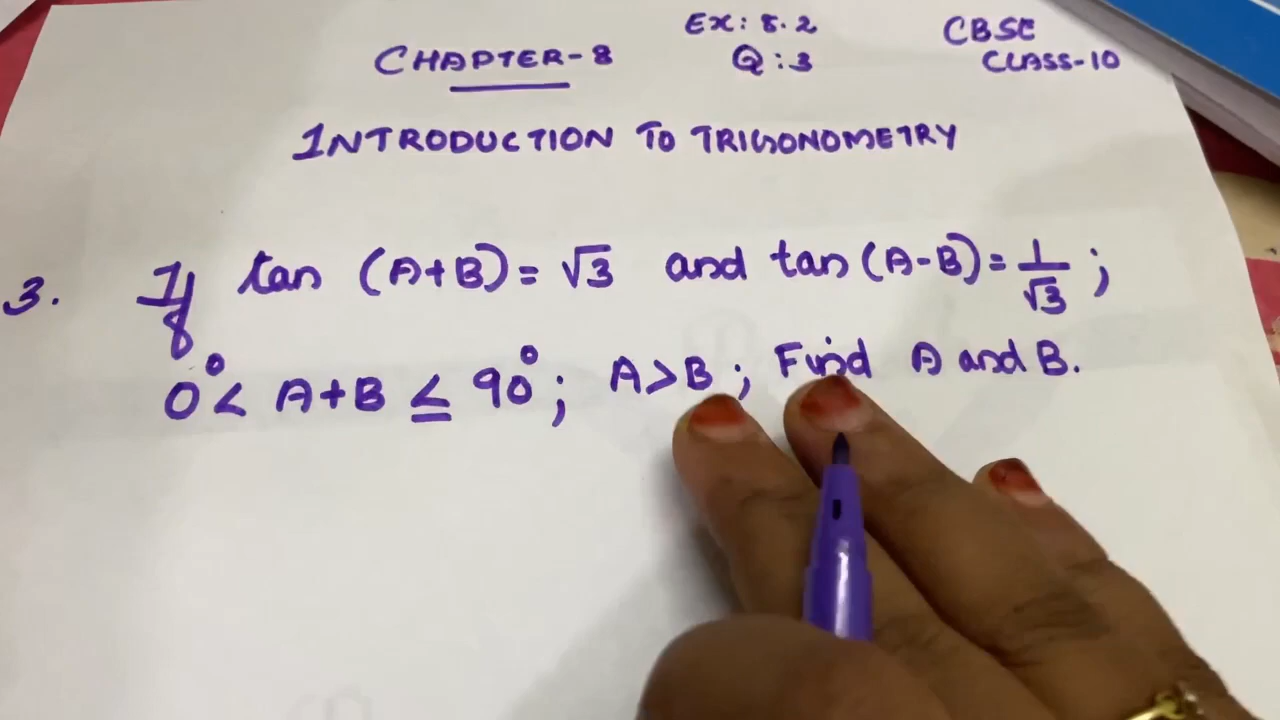 CHAPTER-8
Ex: 8.2
Q:3
CBSE
CLASS-10
INTRODUCTION TO TRIGONOMETRY
3. If tan (A+B)= √3 and tan (A-B)= 1/√3 ;
0°< A+B ≤ 90°; A>B; Find A and B.